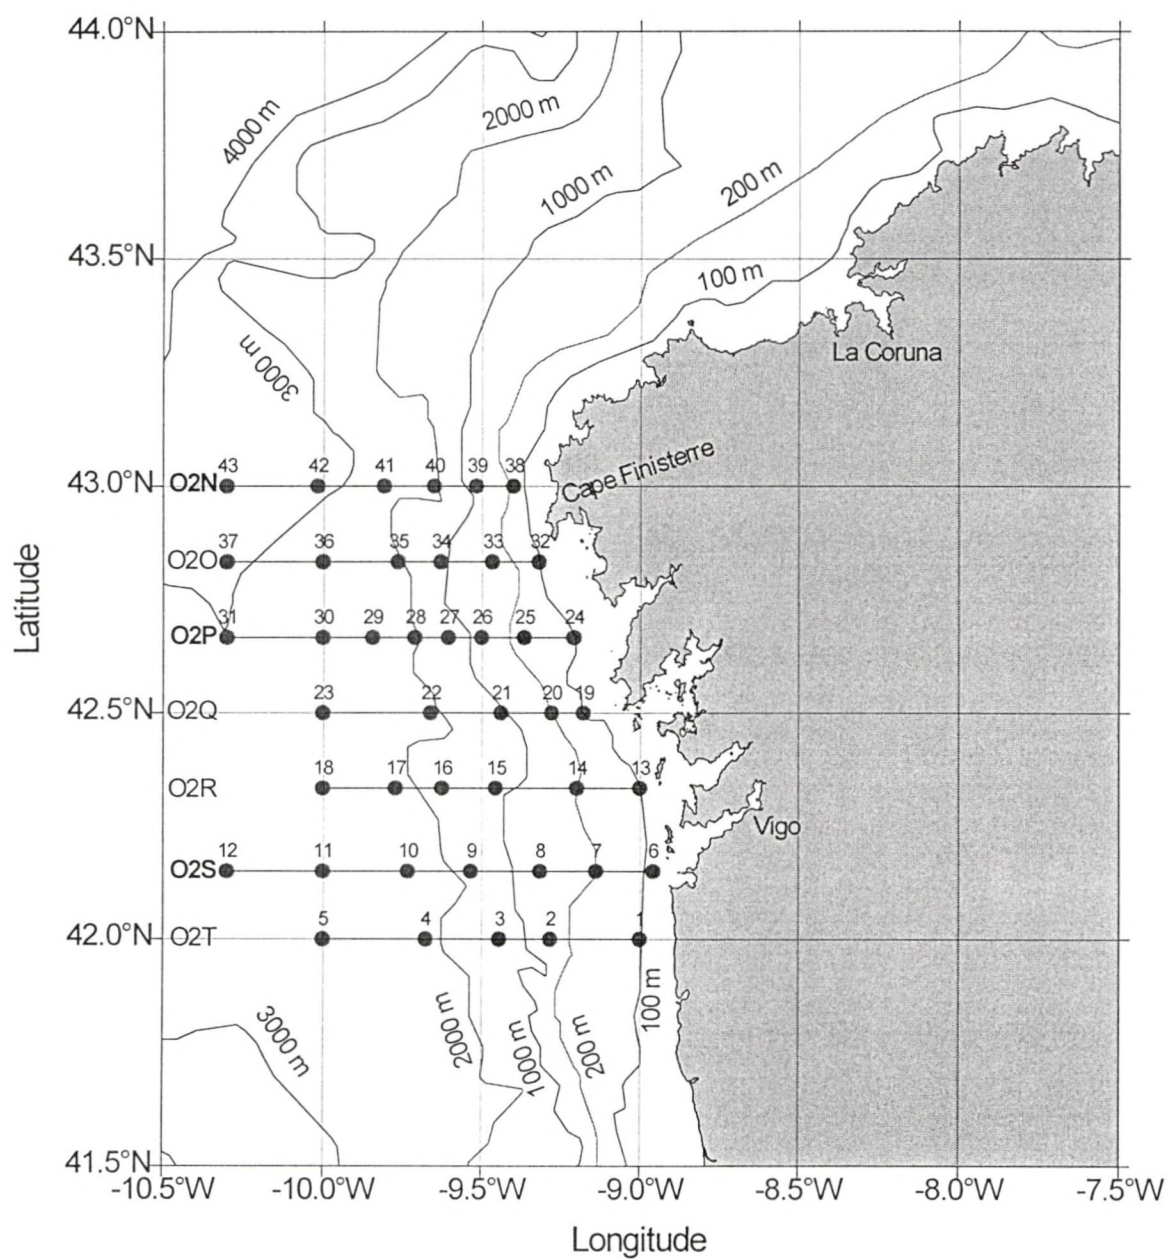 44.0°N
4000 m
2000 m
1000 m
200 m
43.5°N
100 m
La Coruna
3000 m
Cape Finisterre
43 42 41 40 39 38
43.0°N O2N
37 36 35 34 33 32
O2O
31 30 29 28 27 26 25 24
O2P
23 22 21 20 19
42.5°N O2Q
18 17 16 15 14 13
O2R
Vigo
12 11 10 9 8 7 6
O2S
5 4 3 2 1
42.0°N O2T
3000 m
2000 m
1000 m
200 m
100 m
41.5°N
-10.5°W -10.0°W -9.5°W -9.0°W -8.5°W -8.0°W -7.5°W
Latitude
Longitude